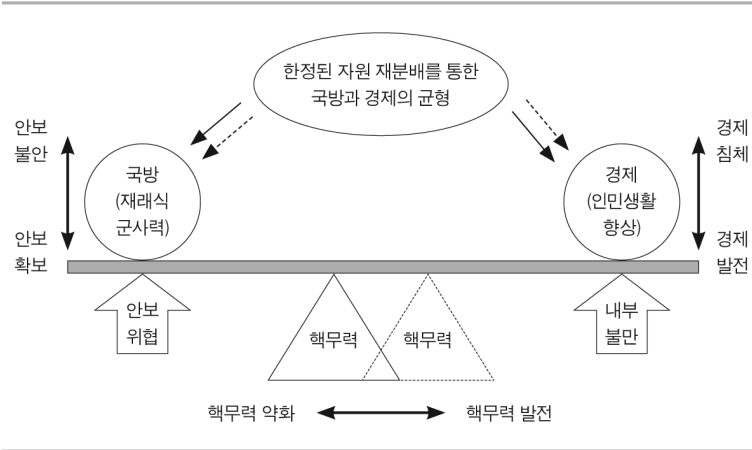 한정된 자원 재분배를 통한
국방과 경제의 균형
안보
불안
국방
(재래식
군사력)
안보
확보
경제
(인민생활
향상)
경제
침체
경제
발전
안보
위협
핵무력
핵무력
내부
불만
핵무력 약화
핵무력 발전